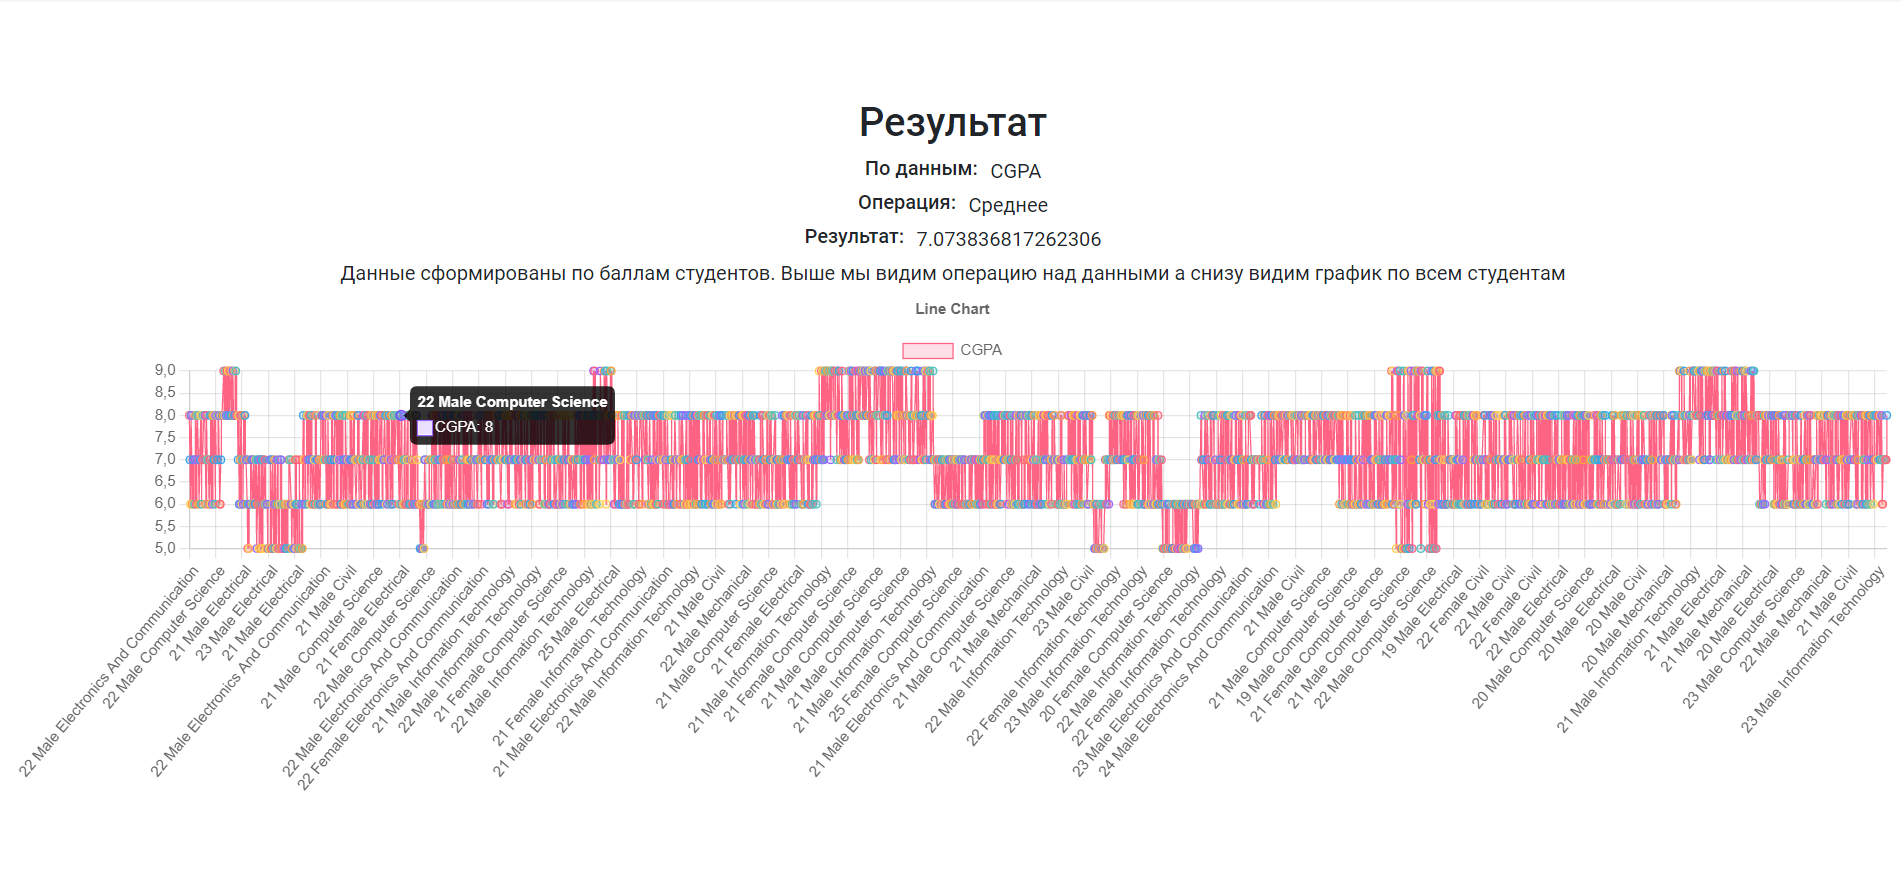 Результат
По данным: CGPA
Операция: Среднее
Результат: 7.073836817262306
Данные сформированы по баллам студентов. Выше мы видим операцию над данными а снизу видим график по всем студентам
Line Chart
CGPA
9,0
8,5
8,0
7,5
7,0
6,5
6,0
5,5
5,0
22 Male Computer Science
CGPA: 8
22 Male Electronics And Communication
22 Male Computer Science
21 Male Electrical
23 Male Electrical
21 Male Electrical
22 Male Electronics And Communication
21 Male Civil
21 Male Computer Science
21 Female Electrical
22 Male Computer Science
22 Male Electronics And Communication
22 Female Electronics And Communication
21 Male Information Technology
22 Male Information Technology
21 Female Computer Science
22 Male Information Technology
25 Male Electrical
21 Female Information Technology
21 Male Electronics And Communication
22 Male Information Technology
21 Male Civil
22 Male Mechanical
21 Male Computer Science
21 Female Electrical
21 Male Information Technology
21 Female Computer Science
21 Male Computer Science
21 Male Computer Science
21 Male Information Technology
25 Female Computer Science
21 Male Electronics And Communication
21 Male Computer Science
21 Male Mechanical
22 Male Information Technology
23 Male Civil
22 Female Information Technology
23 Male Information Technology
20 Female Computer Science
22 Male Information Technology
22 Female Information Technology
23 Male Electronics And Communication
24 Male Electronics And Communication
21 Male Civil
21 Male Computer Science
19 Male Computer Science
21 Female Computer Science
21 Male Computer Science
22 Male Computer Science
19 Male Electrical
22 Female Civil
22 Male Civil
22 Female Civil
22 Male Electrical
20 Male Computer Science
20 Male Electrical
20 Male Civil
20 Male Mechanical
21 Male Information Technology
21 Male Electrical
21 Male Mechanical
20 Male Electrical
23 Male Computer Science
22 Male Mechanical
21 Male Civil
23 Male Information Technology